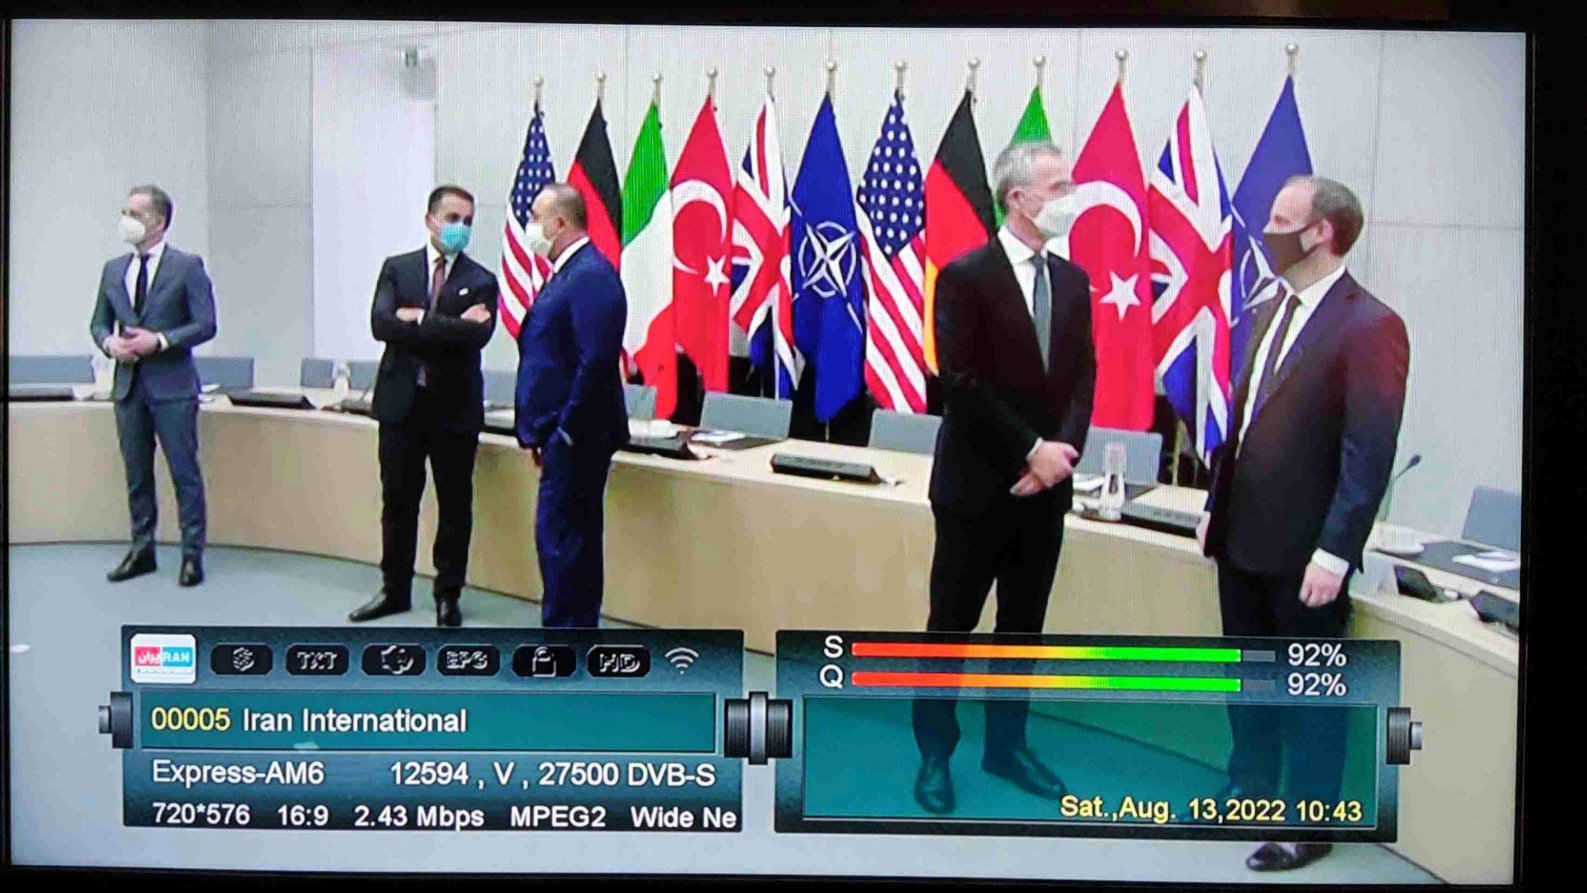 ایران IRAN
$ TXT EPG HD
00005 Iran International
Express-AM6 12594 , V , 27500 DVB-S
720*576 16:9 2.43 Mbps MPEG2 Wide Ne
S 92%
Q 92%
Sat.,Aug. 13,2022 10:43